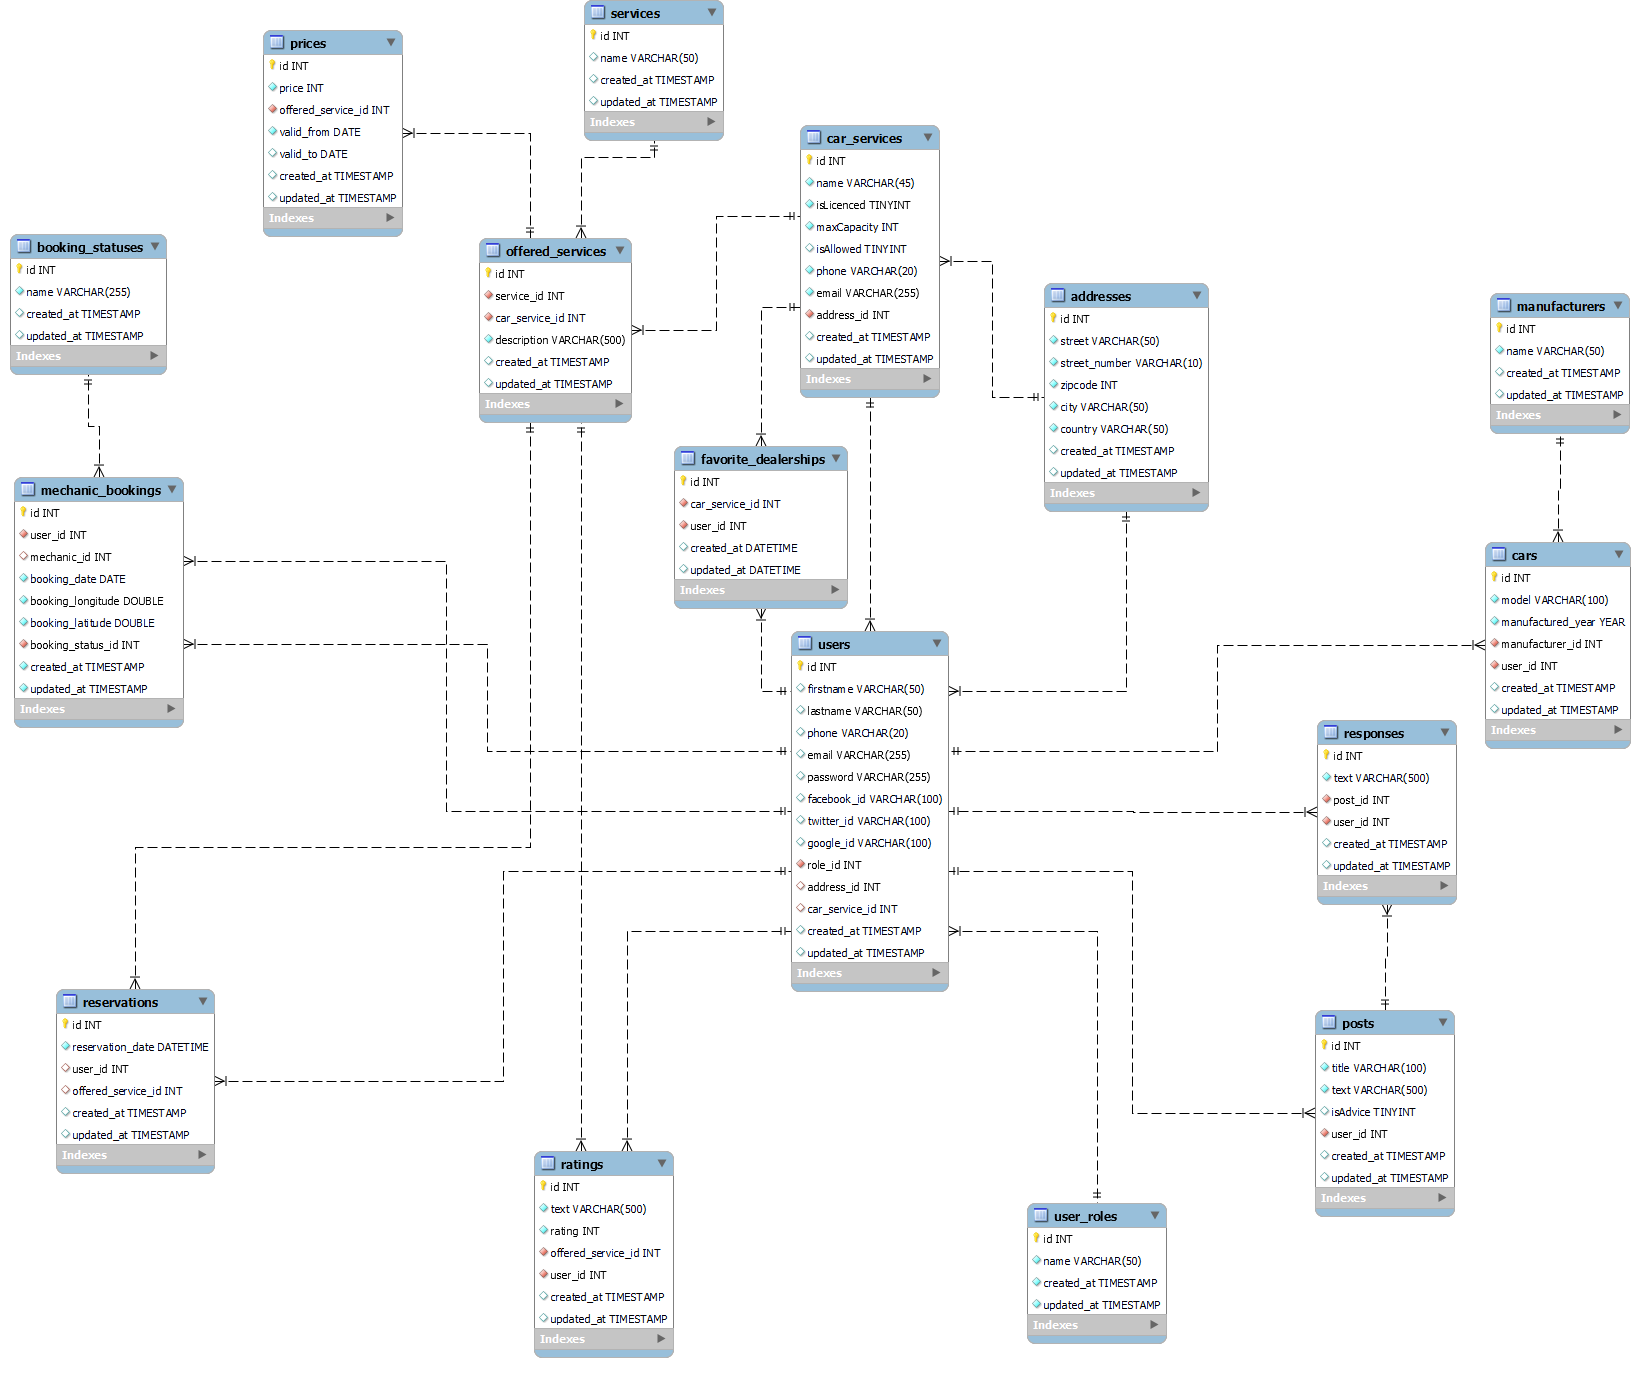 services
id INT
name VARCHAR(50)
created_at TIMESTAMP
updated_at TIMESTAMP
Indexes
prices
id INT
price INT
offered_service_id INT
valid_from DATE
valid_to DATE
created_at TIMESTAMP
updated_at TIMESTAMP
Indexes
car_services
id INT
name VARCHAR(45)
isLicenced TINYINT
maxCapacity INT
isAllowed TINYINT
phone VARCHAR(20)
email VARCHAR(255)
address_id INT
created_at TIMESTAMP
updated_at TIMESTAMP
Indexes
booking_statuses
id INT
name VARCHAR(255)
created_at TIMESTAMP
updated_at TIMESTAMP
Indexes
offered_services
id INT
service_id INT
car_service_id INT
description VARCHAR(500)
created_at TIMESTAMP
updated_at TIMESTAMP
Indexes
addresses
id INT
street VARCHAR(50)
street_number VARCHAR(10)
zipcode INT
city VARCHAR(50)
country VARCHAR(50)
created_at TIMESTAMP
updated_at TIMESTAMP
Indexes
manufacturers
id INT
name VARCHAR(50)
created_at TIMESTAMP
updated_at TIMESTAMP
Indexes
favorite_dealerships
id INT
car_service_id INT
user_id INT
created_at DATETIME
updated_at DATETIME
Indexes
mechanic_bookings
id INT
user_id INT
mechanic_id INT
booking_date DATE
booking_longitude DOUBLE
booking_latitude DOUBLE
booking_status_id INT
created_at TIMESTAMP
updated_at TIMESTAMP
Indexes
cars
id INT
model VARCHAR(100)
manufactured_year YEAR
manufacturer_id INT
user_id INT
created_at TIMESTAMP
updated_at TIMESTAMP
Indexes
users
id INT
firstname VARCHAR(50)
lastname VARCHAR(50)
phone VARCHAR(20)
email VARCHAR(255)
password VARCHAR(255)
facebook_id VARCHAR(100)
twitter_id VARCHAR(100)
google_id VARCHAR(100)
role_id INT
address_id INT
car_service_id INT
created_at TIMESTAMP
updated_at TIMESTAMP
Indexes
responses
id INT
text VARCHAR(500)
post_id INT
user_id INT
created_at TIMESTAMP
updated_at TIMESTAMP
Indexes
reservations
id INT
reservation_date DATETIME
user_id INT
offered_service_id INT
created_at TIMESTAMP
updated_at TIMESTAMP
Indexes
posts
id INT
title VARCHAR(100)
text VARCHAR(500)
isAdvice TINYINT
user_id INT
created_at TIMESTAMP
updated_at TIMESTAMP
Indexes
ratings
id INT
text VARCHAR(500)
rating INT
offered_service_id INT
user_id INT
created_at TIMESTAMP
updated_at TIMESTAMP
Indexes
user_roles
id INT
name VARCHAR(50)
created_at TIMESTAMP
updated_at TIMESTAMP
Indexes